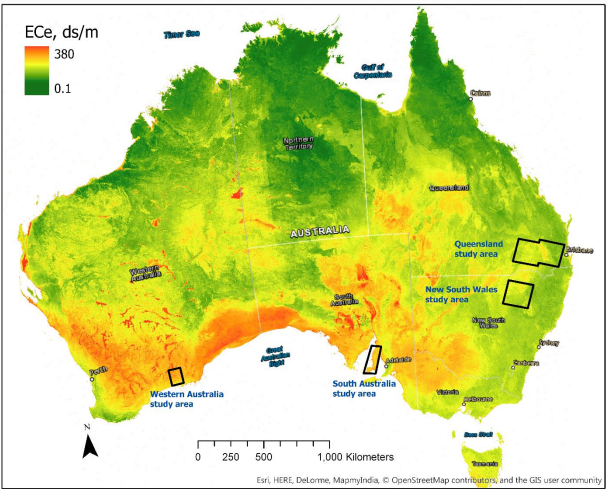 ECe, ds/m
380
0.1
Timor Sea
Gulf of
Carpentaria
Cairns
Northern
Territory
Queensland
AUSTRALIA
Queensland
study area
Brisbane
Western
Australia
New South Wales
study area
South
Australia
New South
Wales
Great
Australian
Bight
Sydney
Perth
Adelaide
Canberra
Western Australia
study area
South Australia
study area
Victoria
Melbourne
N
Bass Strait
Tasmania
0 250 500 1,000 Kilometers
Esri, HERE, DeLorme, MapmyIndia, © OpenStreetMap contributors, and the GIS user community